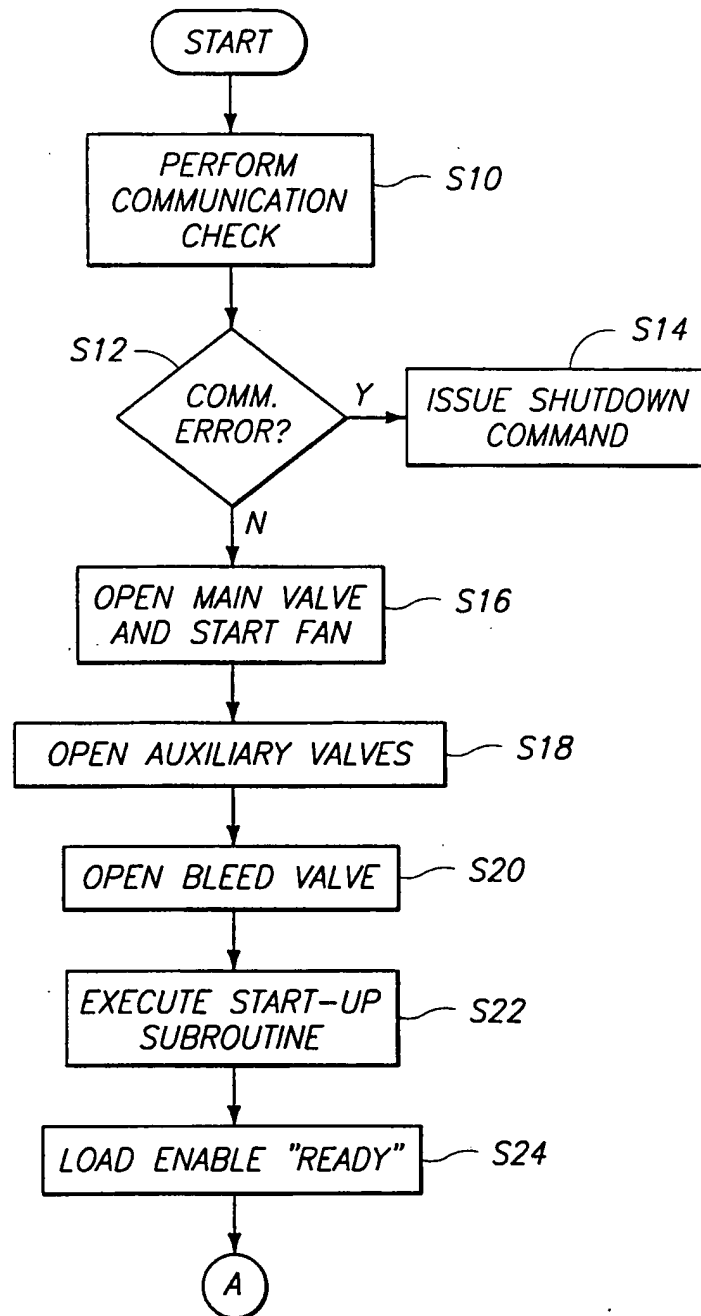 START
PERFORM
COMMUNICATION
CHECK
S10
S12
COMM.
ERROR?
Y
S14
ISSUE SHUTDOWN
COMMAND
N
OPEN MAIN VALVE
AND START FAN
S16
OPEN AUXILIARY VALVES
S18
OPEN BLEED VALVE
S20
EXECUTE START-UP
SUBROUTINE
S22
LOAD ENABLE "READY"
S24
A